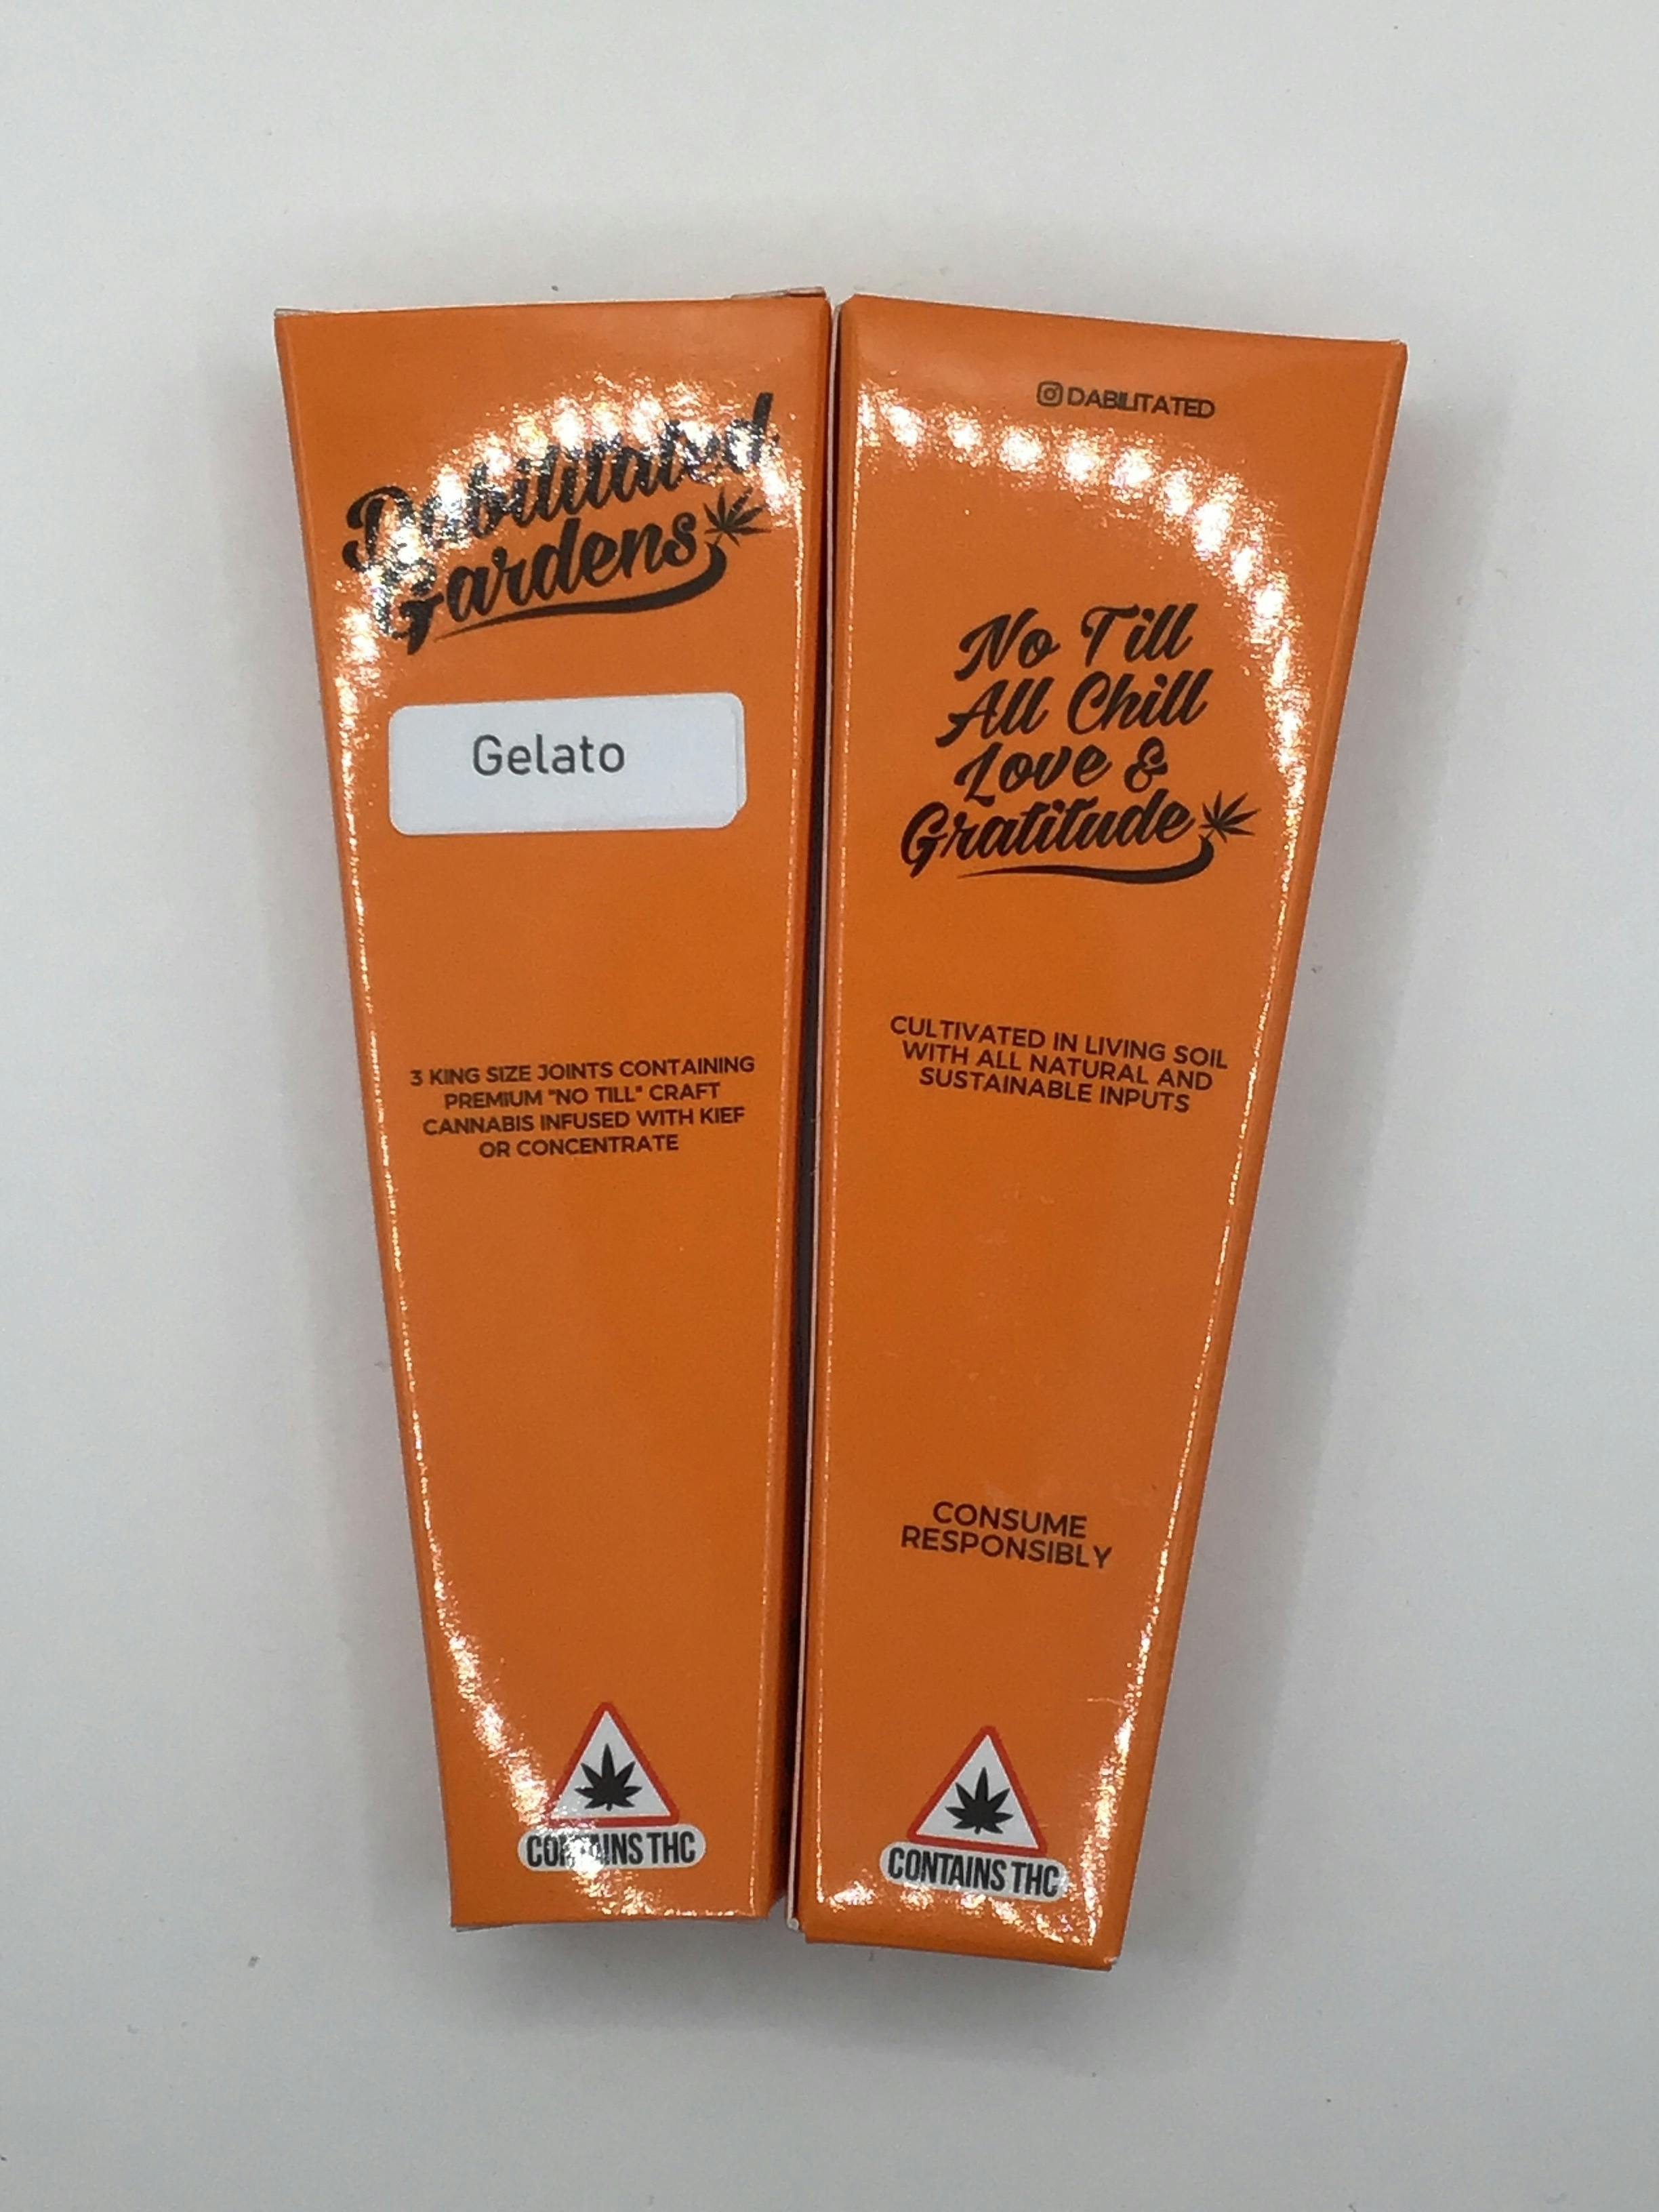 Dabilitated
Gardens
Gelato
3 KING SIZE JOINTS CONTAINING
PREMIUM "NO TILL" CRAFT
CANNABIS INFUSED WITH KIEF
OR CONCENTRATE
CONTAINS THC
DABILITATED
No Till
All Chill
Love &
Gratitude
CULTIVATED IN LIVING SOIL
WITH ALL NATURAL AND
SUSTAINABLE INPUTS
CONSUME
RESPONSIBLY
CONTAINS THC